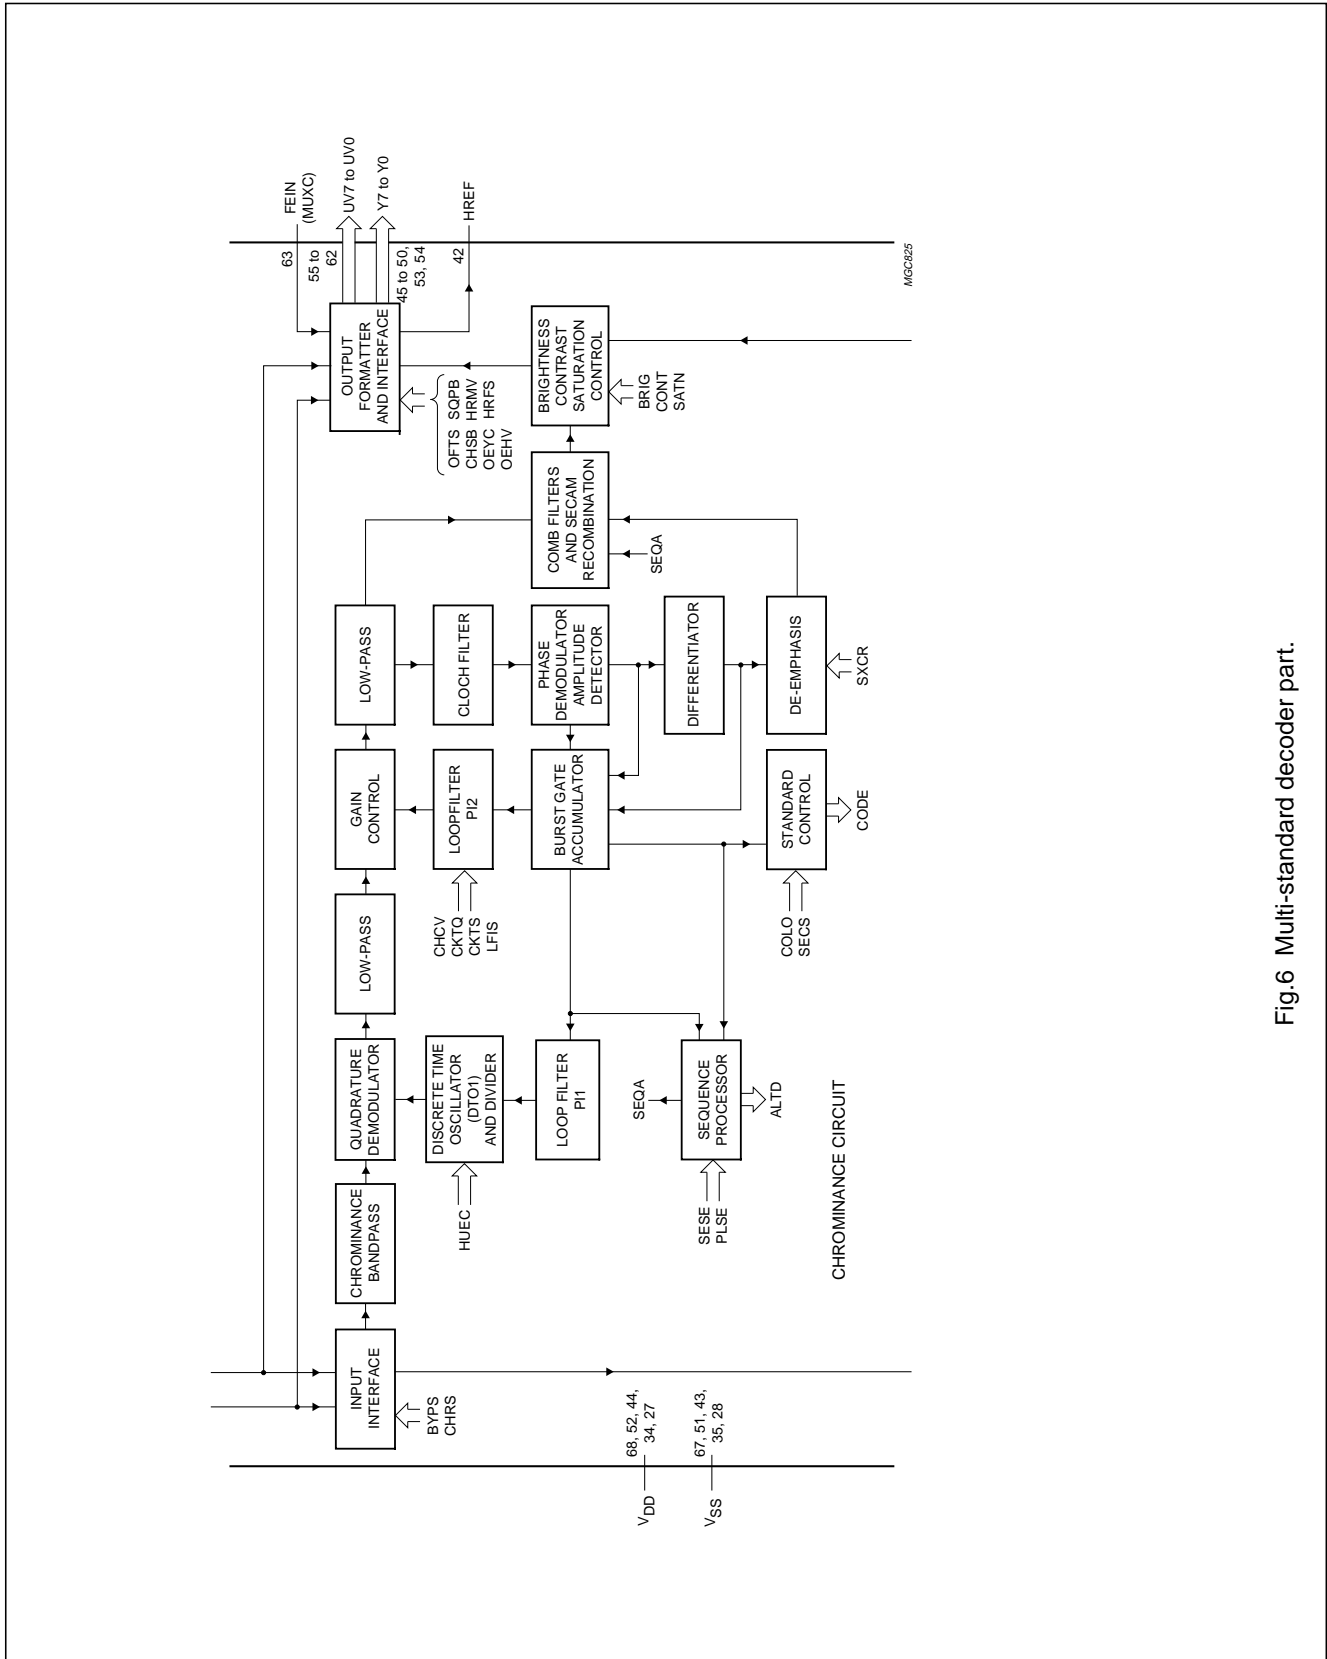 FEIN
(MUXC)
63
55 to
62
UV7 to UV0
Y7 to Y0
45 to 50,
53, 54
42
HREF
OUTPUT
FORMATTER
AND INTERFACE
OFTS SQPB
CHSB HRMV
OEYC HRFS
OEHV
BRIGHTNESS
CONTRAST
SATURATION
CONTROL
BRIG
CONT
SATN
COMB FILTERS
AND SECAM
RECOMBINATION
SEQA
LOW-PASS
CLOCH FILTER
PHASE
DEMODULATOR
AMPLITUDE
DETECTOR
DIFFERENTIATOR
DE-EMPHASIS
SXCR
GAIN
CONTROL
LOOPFILTER
PI2
BURST GATE
ACCUMULATOR
STANDARD
CONTROL
CODE
CHCV
CKTQ
CKTS
LFIS
COLO
SECS
LOW-PASS
QUADRATURE
DEMODULATOR
DISCRETE TIME
OSCILLATOR
(DTO1)
AND DIVIDER
LOOP FILTER
PI1
SEQA
SEQUENCE
PROCESSOR
ALTD
HUEC
SESE
PLSE
CHROMINANCE
BANDPASS
CHROMINANCE CIRCUIT
INPUT
INTERFACE
BYPS
CHRS
68, 52, 44,
34, 27
VDD
67, 51, 43,
35, 28
VSS
MGC825
Fig.6 Multi-standard decoder part.